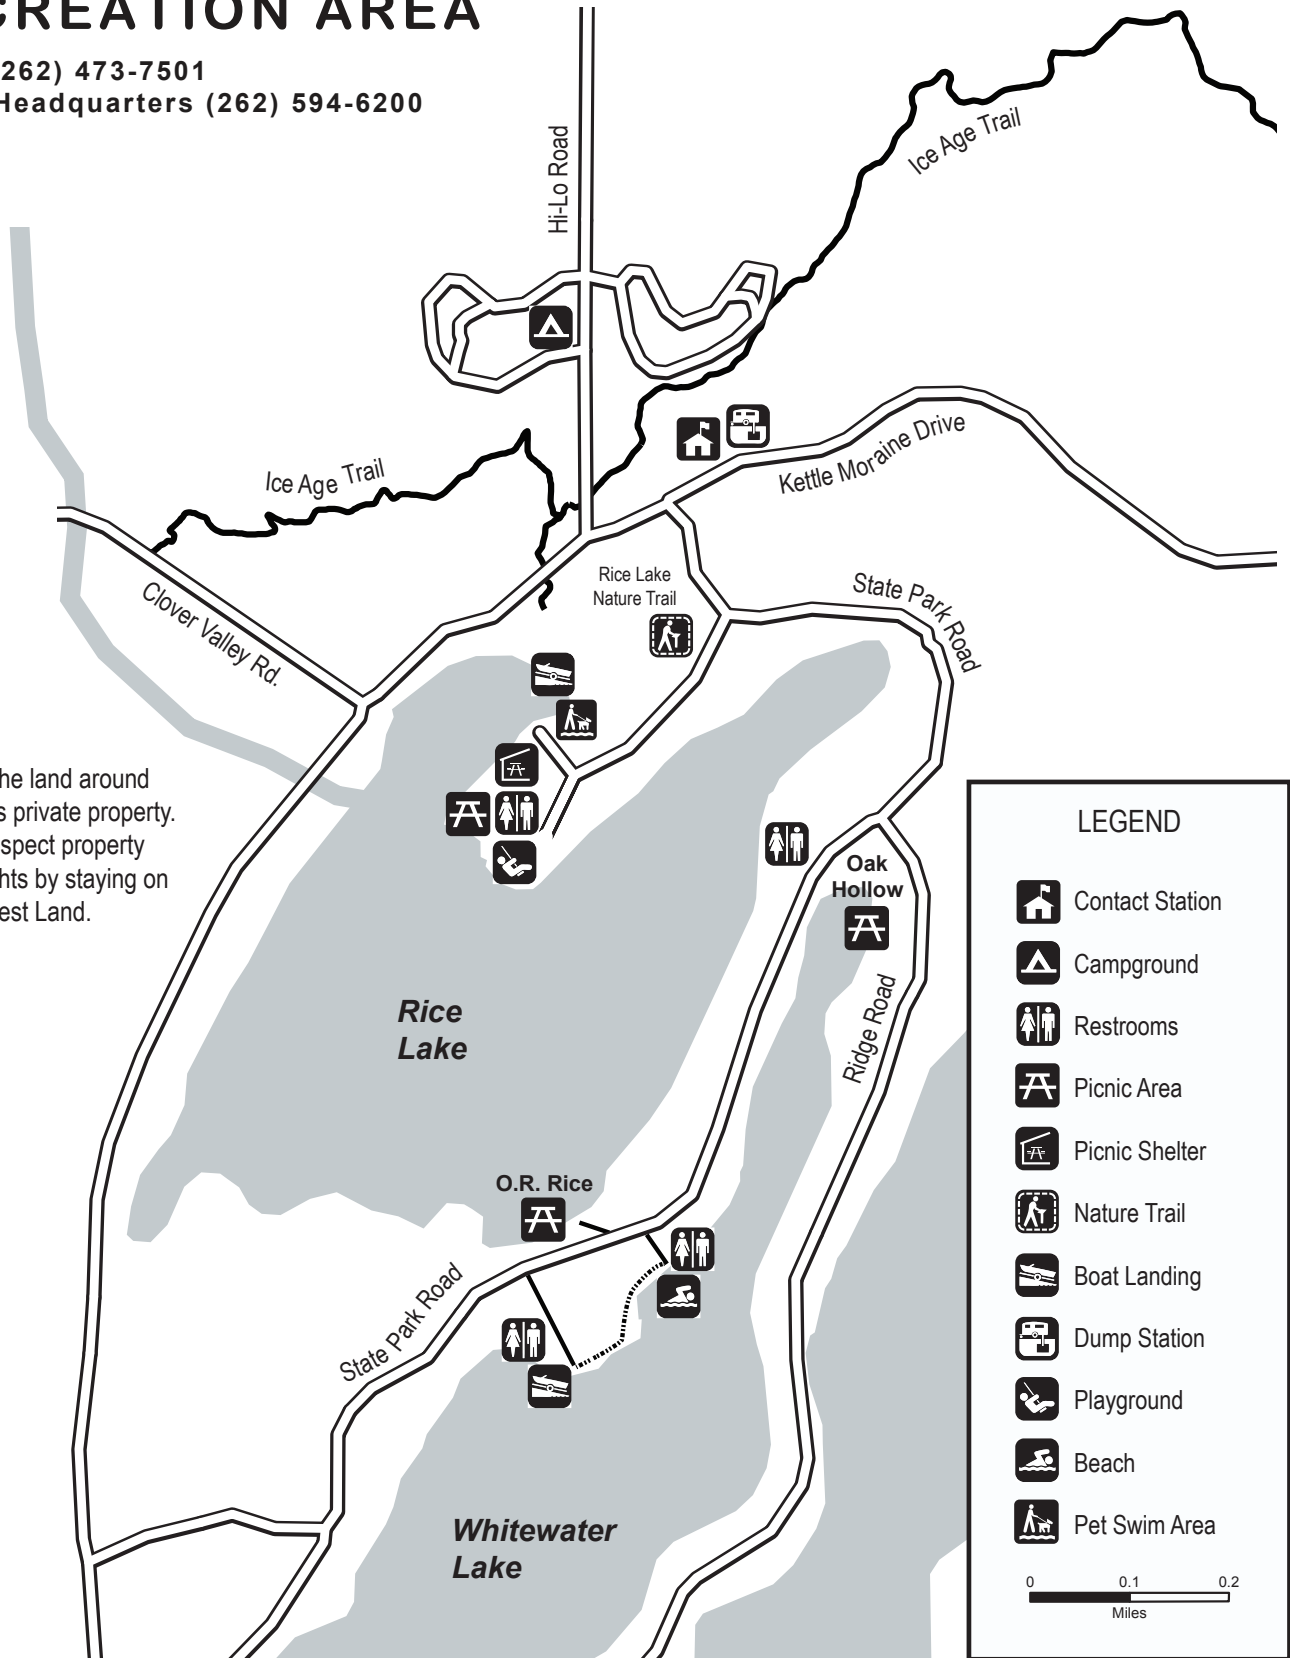 CREATION AREA
(262) 473-7501
Headquarters (262) 594-6200
Hi-Lo Road
Ice Age Trail
Ice Age Trail
Kettle Moraine Drive
Rice Lake
Nature Trail
State Park Road
Clover Valley Rd.
he land around
s private property.
spect property
hts by staying on
est Land.
Oak
Hollow
Ridge Road
Rice
Lake
O.R. Rice
State Park Road
Whitewater
Lake
LEGEND
Contact Station
Campground
Restrooms
Picnic Area
Picnic Shelter
Nature Trail
Boat Landing
Dump Station
Playground
Beach
Pet Swim Area
0 0.1 0.2
Miles